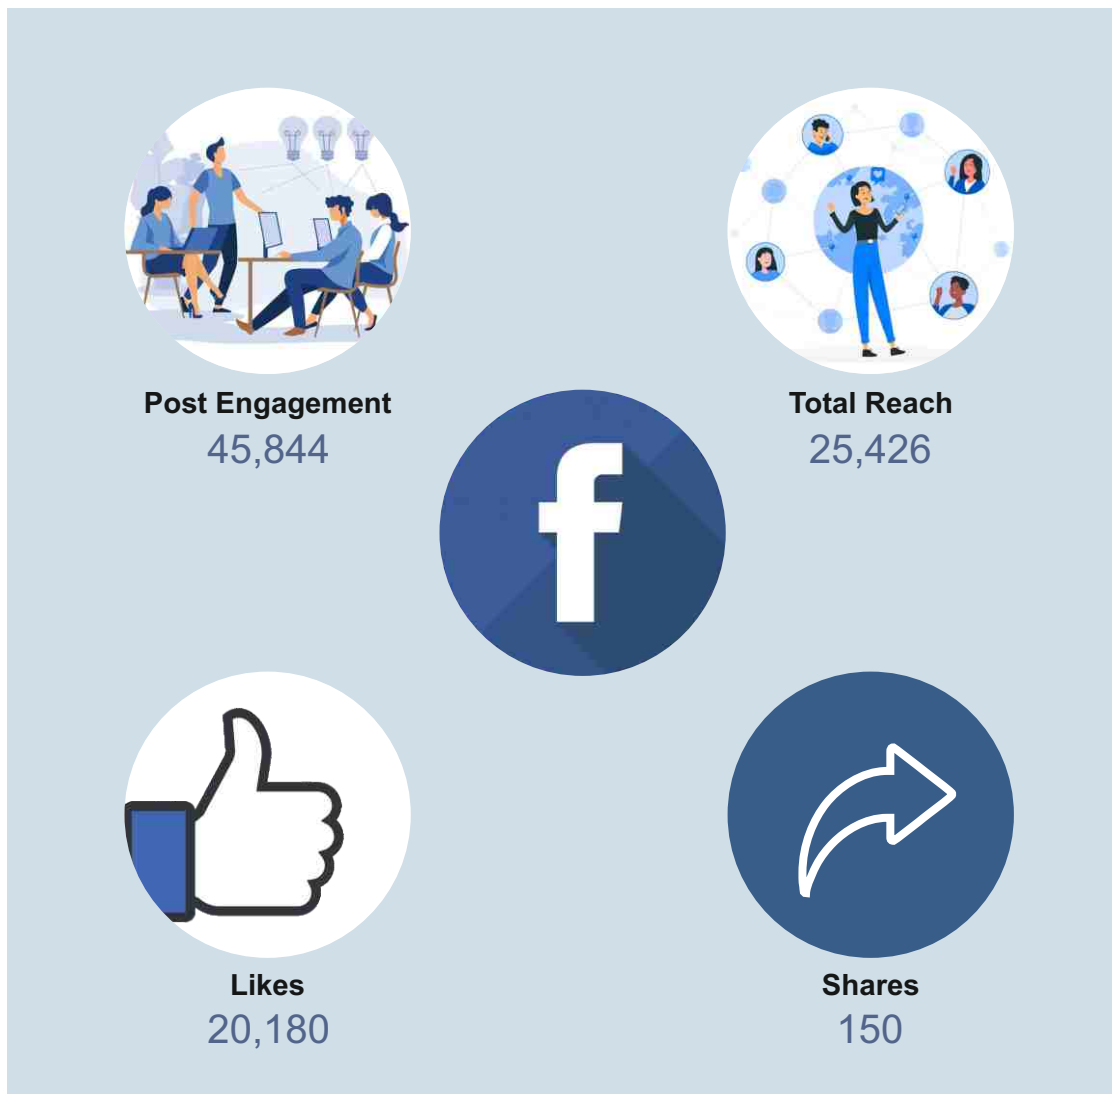 Post Engagement
45,844
Total Reach
25,426
f
Likes
20,180
Shares
150